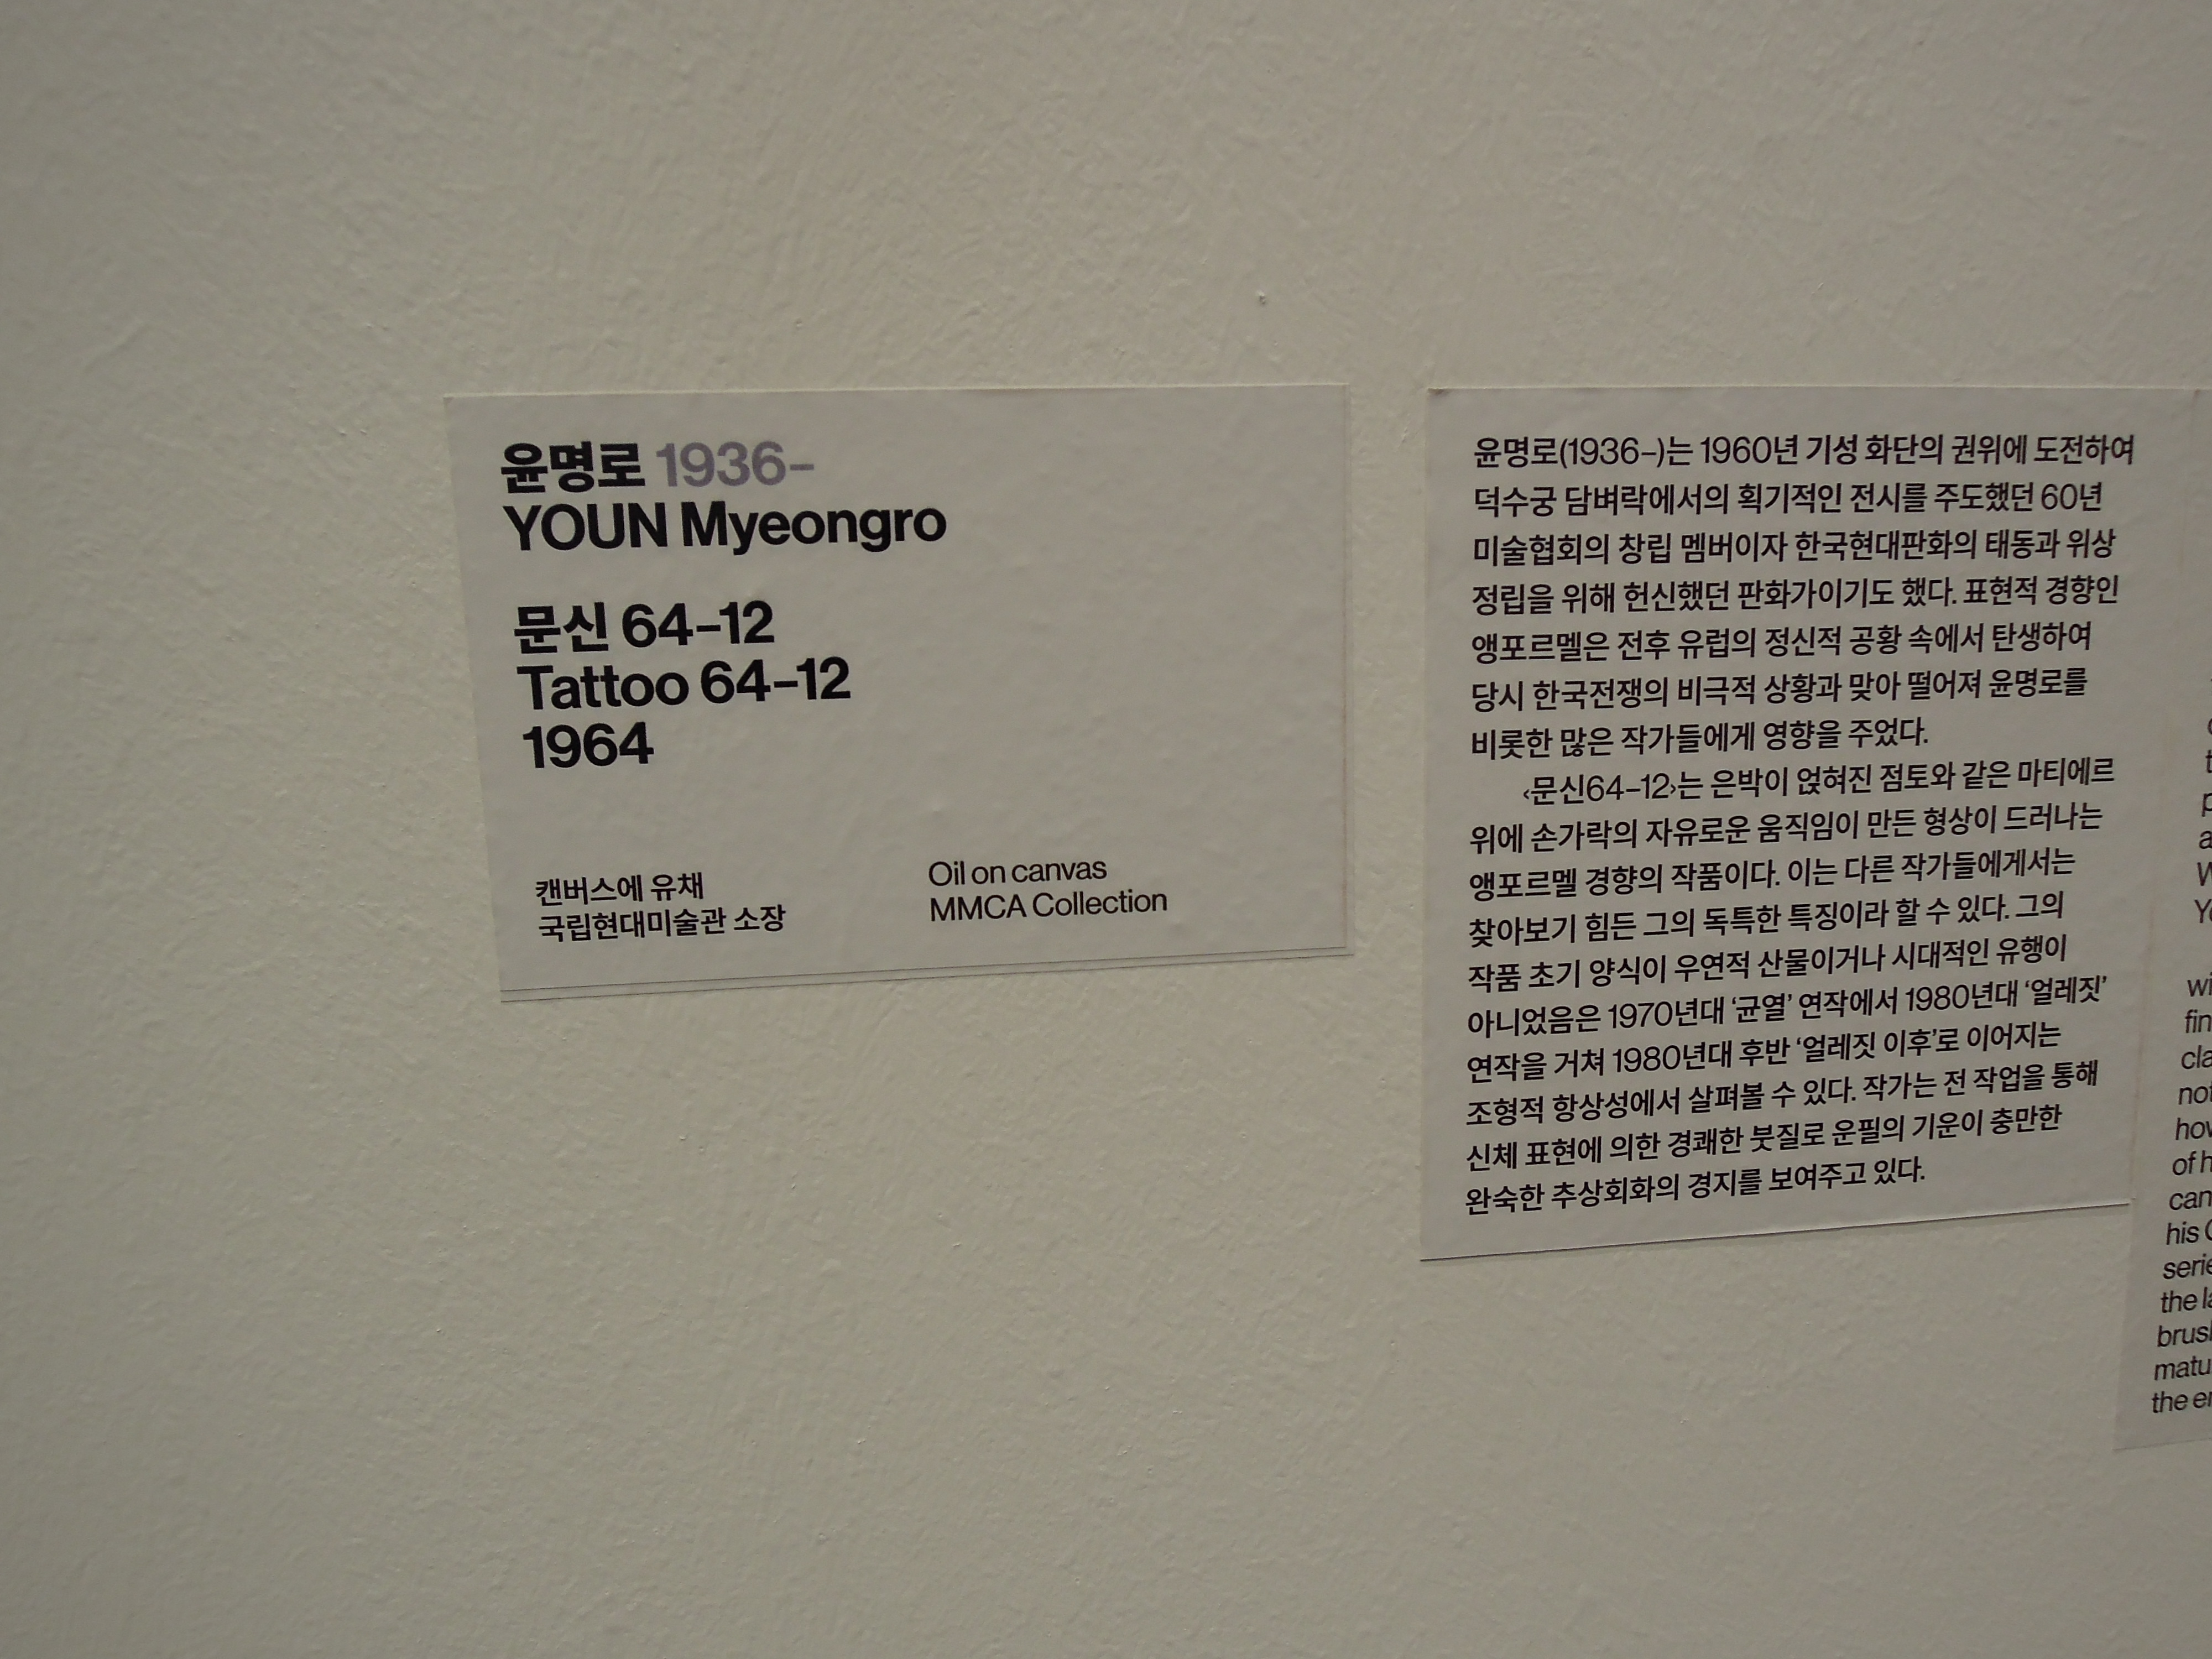 윤명로 1936–
YOUN Myeongro
문신 64–12
Tattoo 64–12
1964
캔버스에 유채
국립현대미술관 소장
Oil on canvas
MMCA Collection
윤명로(1936–)는 1960년 기성 화단의 권위에 도전하여
덕수궁 담벼락에서의 획기적인 전시를 주도했던 60년
미술협회의 창립 멤버이자 한국현대판화의 태동과 위상
정립을 위해 헌신했던 판화가이기도 했다. 표현적 경향인
앵포르멜은 전후 유럽의 정신적 공황 속에서 탄생하여
당시 한국전쟁의 비극적 상황과 맞아 떨어져 윤명로를
비롯한 많은 작가들에게 영향을 주었다.
‹문신64–12›는 은박이 얹혀진 점토와 같은 마티에르
위에 손가락의 자유로운 움직임이 만든 형상이 드러나는
앵포르멜 경향의 작품이다. 이는 다른 작가들에게서는
찾아보기 힘든 그의 독특한 특징이라 할 수 있다. 그의
작품 초기 양식이 우연적 산물이거나 시대적인 유행이
아니었음은 1970년대 ‘균열’ 연작에서 1980년대 ‘얼레짓’
연작을 거쳐 1980년대 후반 ‘얼레짓 이후’로 이어지는
조형적 항상성에서 살펴볼 수 있다. 작가는 전 작업을 통해
신체 표현에 의한 경쾌한 붓질로 운필의 기운이 충만한
완숙한 추상회화의 경지를 보여주고 있다.
his
the
of